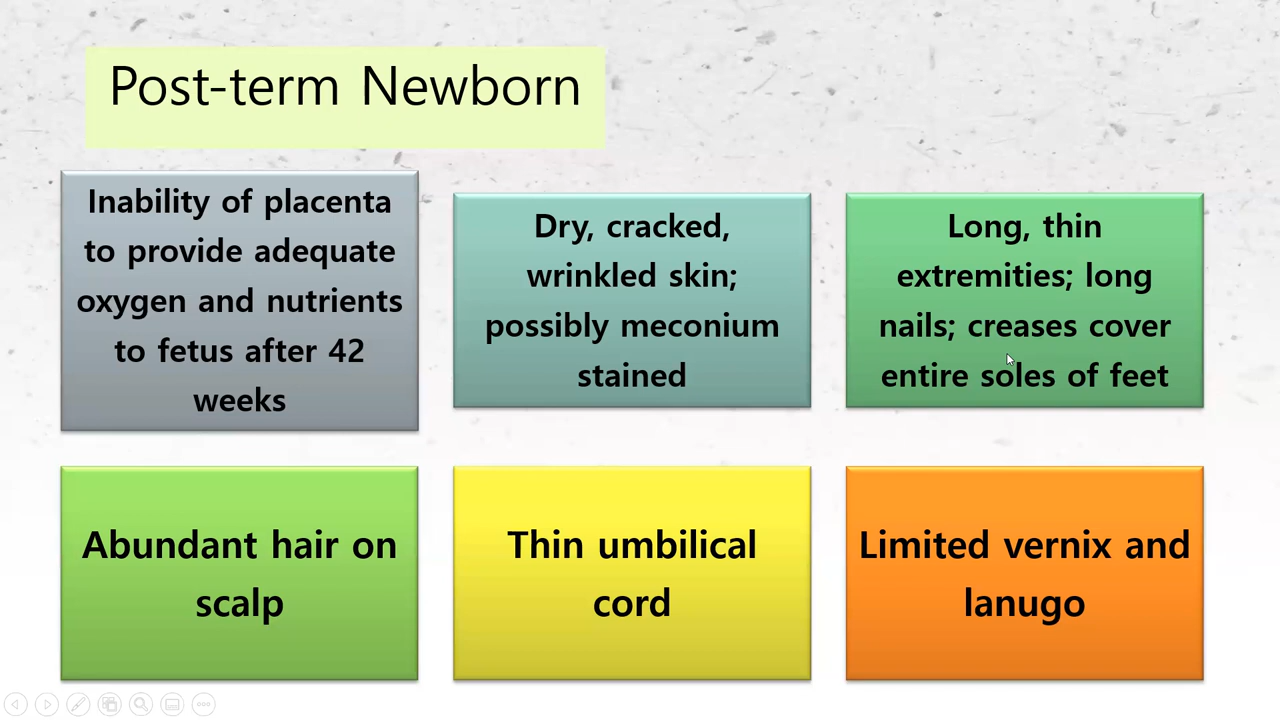 Post-term Newborn
Inability of placenta
to provide adequate
oxygen and nutrients
to fetus after 42
weeks
Dry, cracked,
wrinkled skin;
possibly meconium
stained
Long, thin
extremities; long
nails; creases cover
entire soles of feet
Abundant hair on
scalp
Thin umbilical
cord
Limited vernix and
lanugo